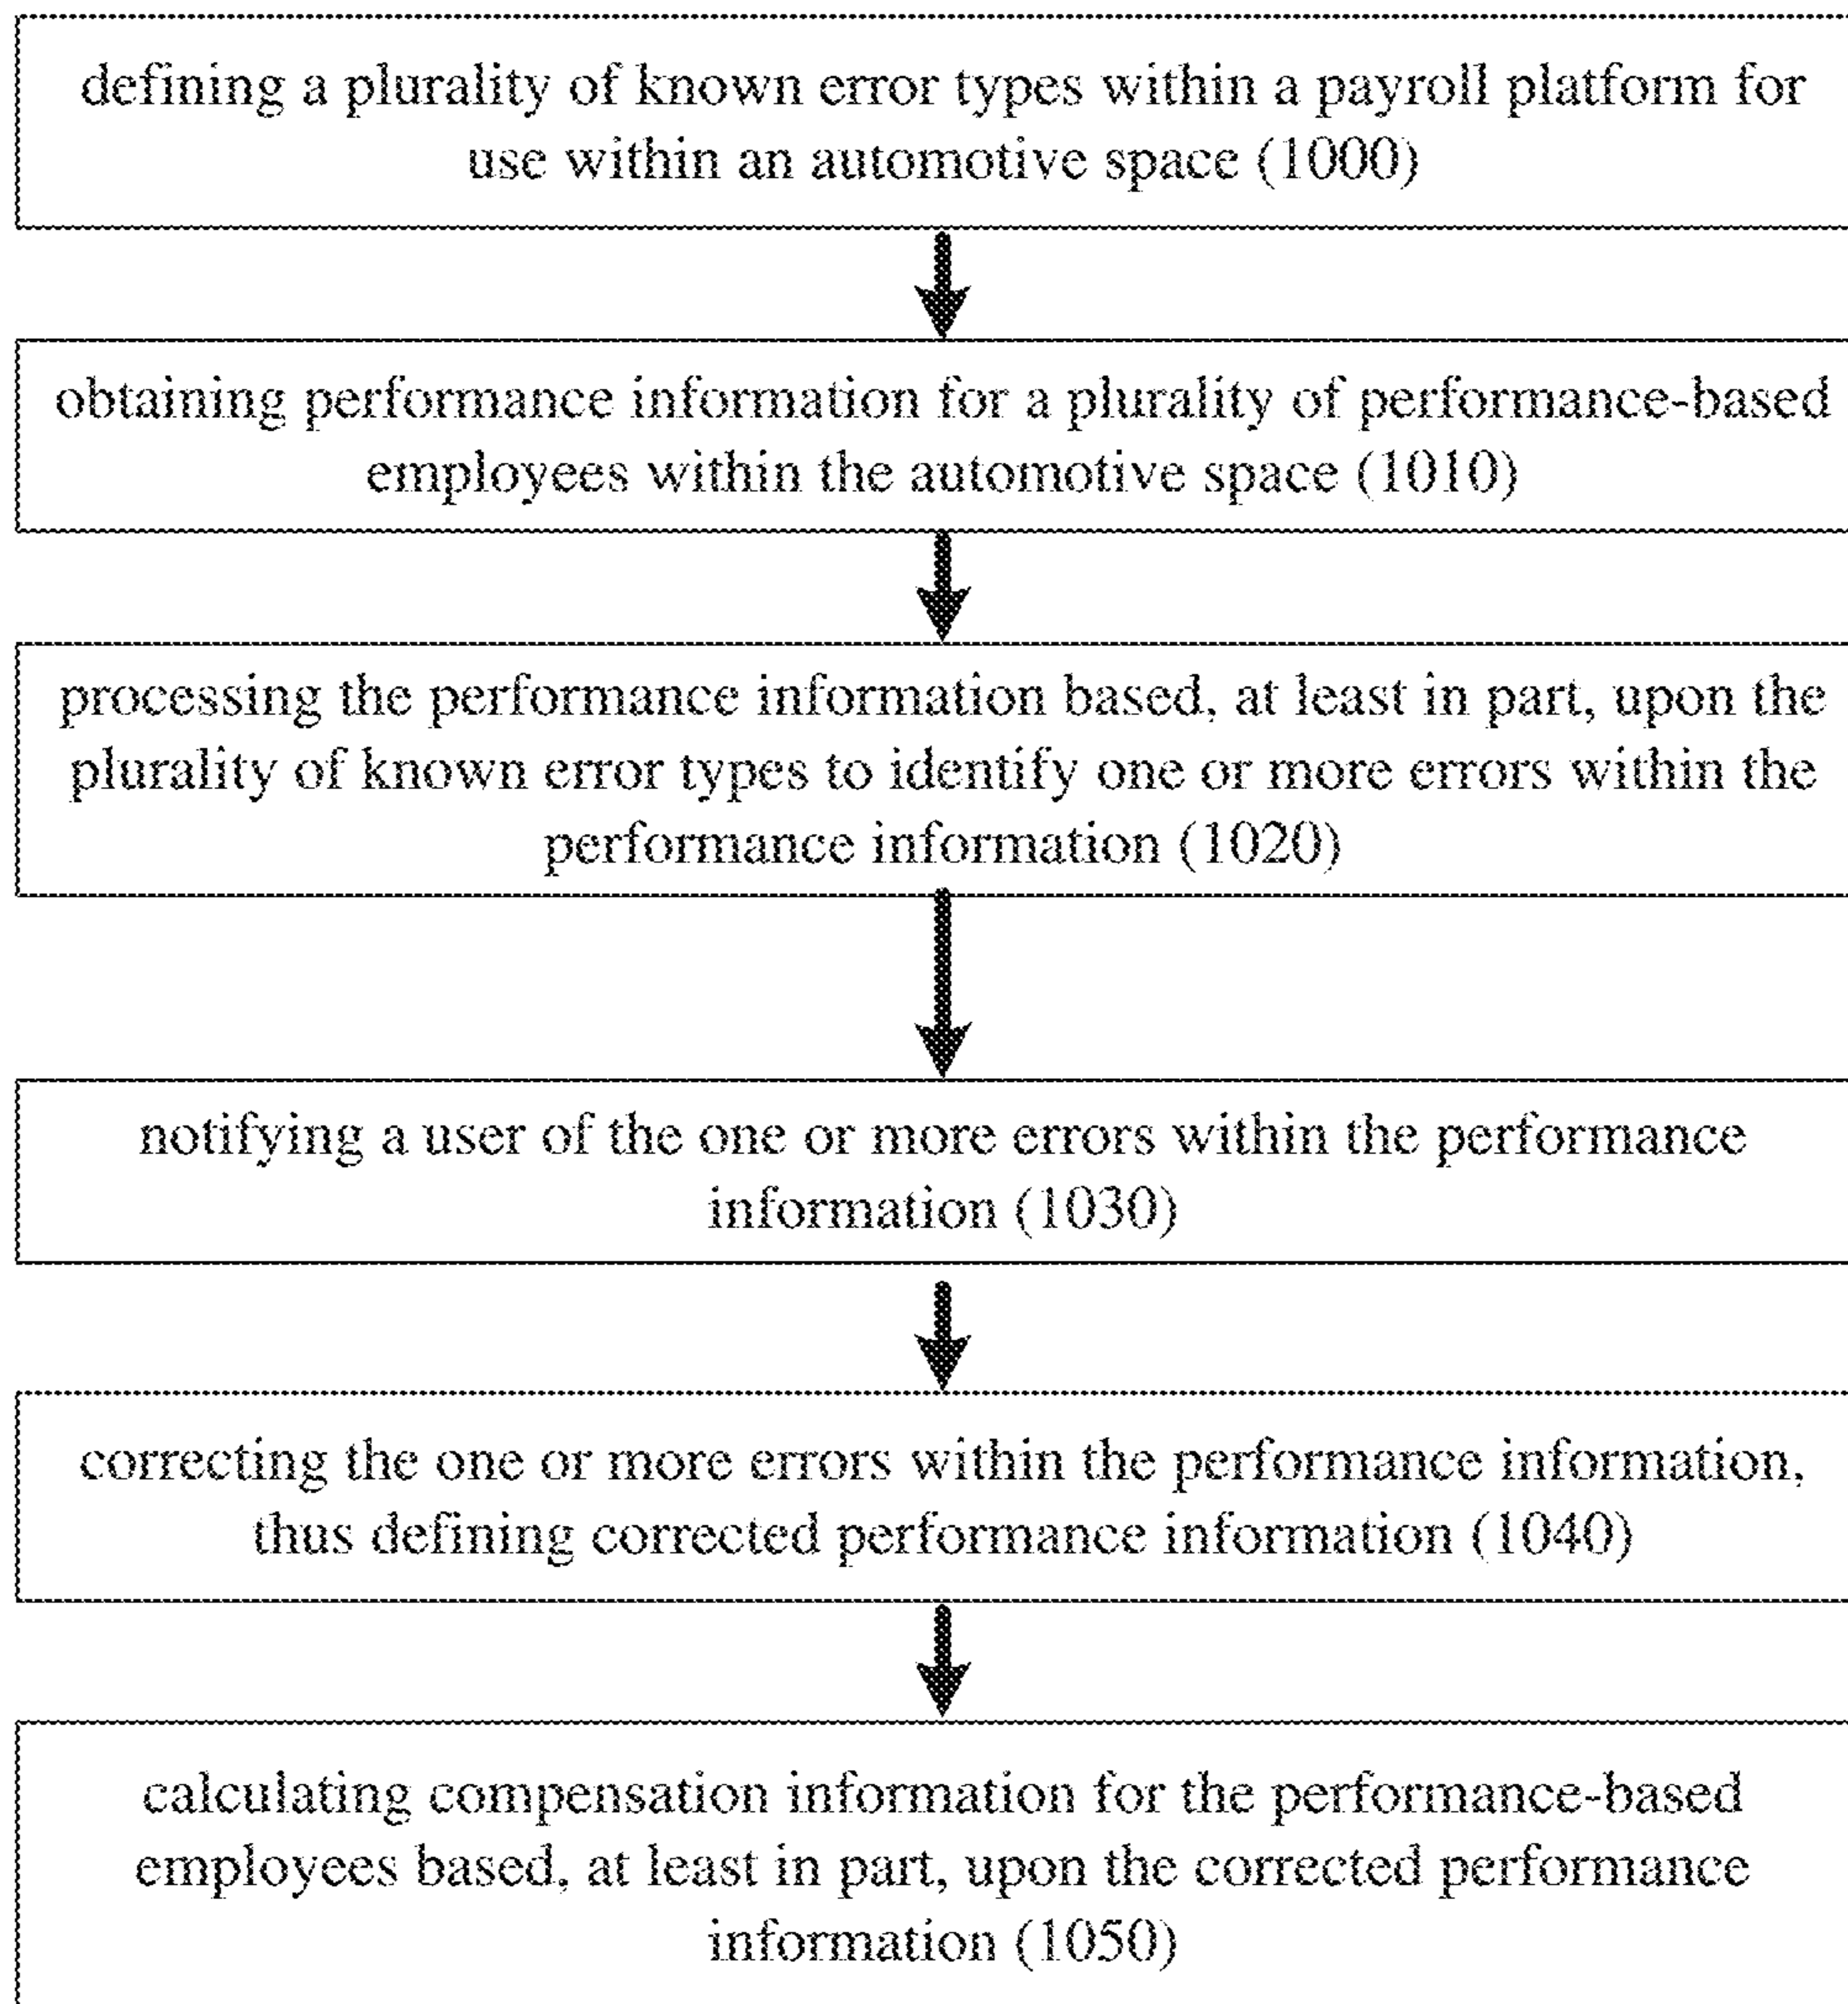 defining a plurality of known error types within a payroll platform for
use within an automotive space (1000)
obtaining performance information for a plurality of performance-based
employees within the automotive space (1010)
processing the performance information based, at least in part, upon the
plurality of known error types to identify one or more errors within the
performance information (1020)
notifying a user of the one or more errors within the performance
information (1030)
correcting the one or more errors within the performance information,
thus defining corrected performance information (1040)
calculating compensation information for the performance-based
employees based, at least in part, upon the corrected performance
information (1050)